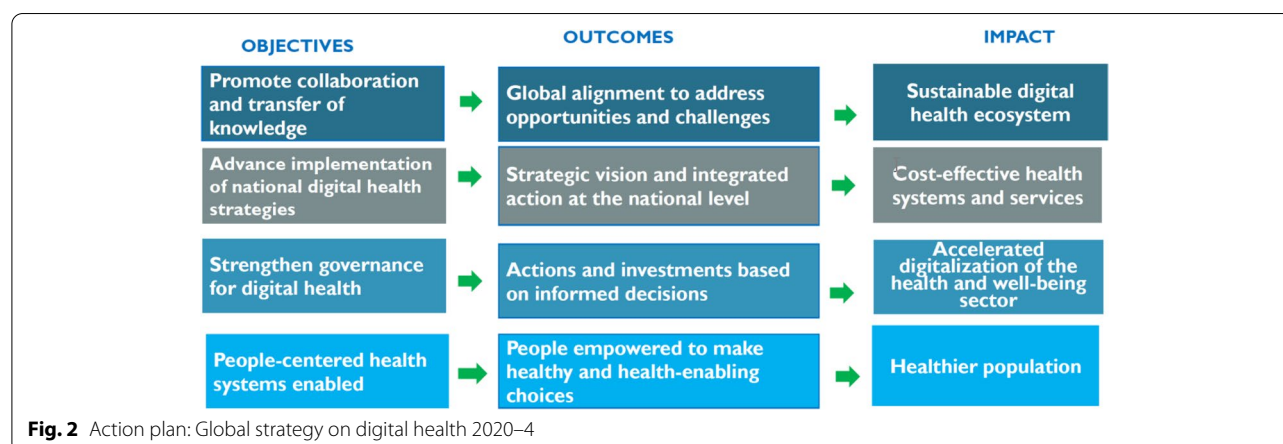 OBJECTIVES
OUTCOMES
IMPACT
Promote collaboration
and transfer of
knowledge
Global alignment to address
opportunities and challenges
Sustainable digital
health ecosystem
Advance implementation
of national digital health
strategies
Strategic vision and integrated
action at the national level
Cost-effective health
systems and services
Strengthen governance
for digital health
Actions and investments based
on informed decisions
Accelerated
digitalization of the
health and well-being
sector
People-centered health
systems enabled
People empowered to make
healthy and health-enabling
choices
Healthier population
Fig. 2 Action plan: Global strategy on digital health 2020–4